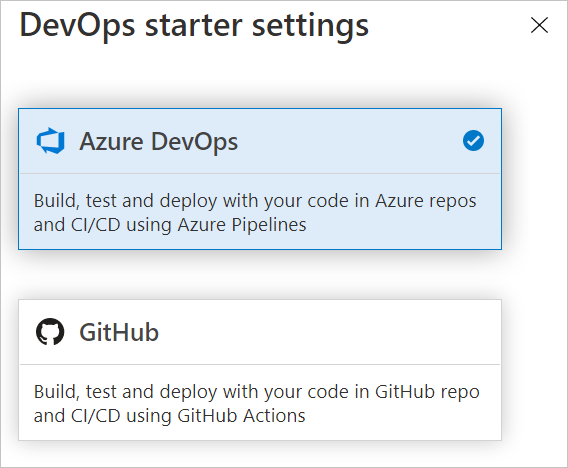 DevOps starter settings
Azure DevOps
Build, test and deploy with your code in Azure repos
and CI/CD using Azure Pipelines
GitHub
Build, test and deploy with your code in GitHub repo
and CI/CD using GitHub Actions